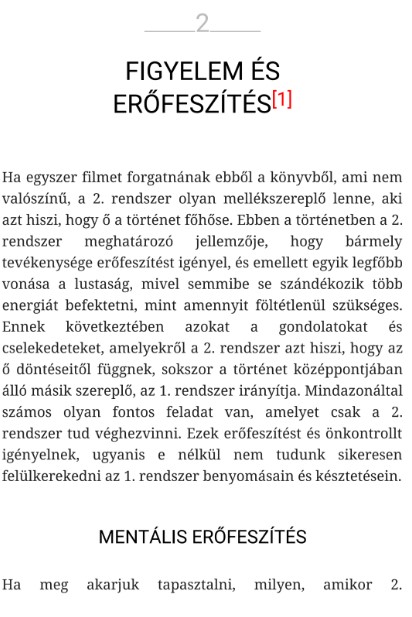 2
FIGYELEM ÉS
ERŐFESZÍTÉS[1]
Ha egyszer filmet forgatnának ebből a könyvből, ami nem
valószínű, a 2. rendszer olyan mellékszereplő lenne, aki
azt hiszi, hogy ő a történet főhőse. Ebben a történetben a 2.
rendszer meghatározó jellemzője, hogy bármely
tevékenysége erőfeszítést igényel, és emellett egyik legfőbb
vonása a lustaság, mivel semmibe se szándékozik több
energiát befektetni, mint amennyit föltétlenül szükséges.
Ennek következtében azokat a gondolatokat és
cselekedeteket, amelyekről a 2. rendszer azt hiszi, hogy az
ő döntéseitől függnek, sokszor a történet középpontjában
álló másik szereplő, az 1. rendszer irányítja. Mindazonáltal
számos olyan fontos feladat van, amelyet csak a 2.
rendszer tud véghezvinni. Ezek erőfeszítést és önkontrollt
igényelnek, ugyanis e nélkül nem tudunk sikeresen
felülkerekedni az 1. rendszer benyomásain és késztetésein.
MENTÁLIS ERŐFESZÍTÉS
Ha meg akarjuk tapasztalni, milyen, amikor 2.